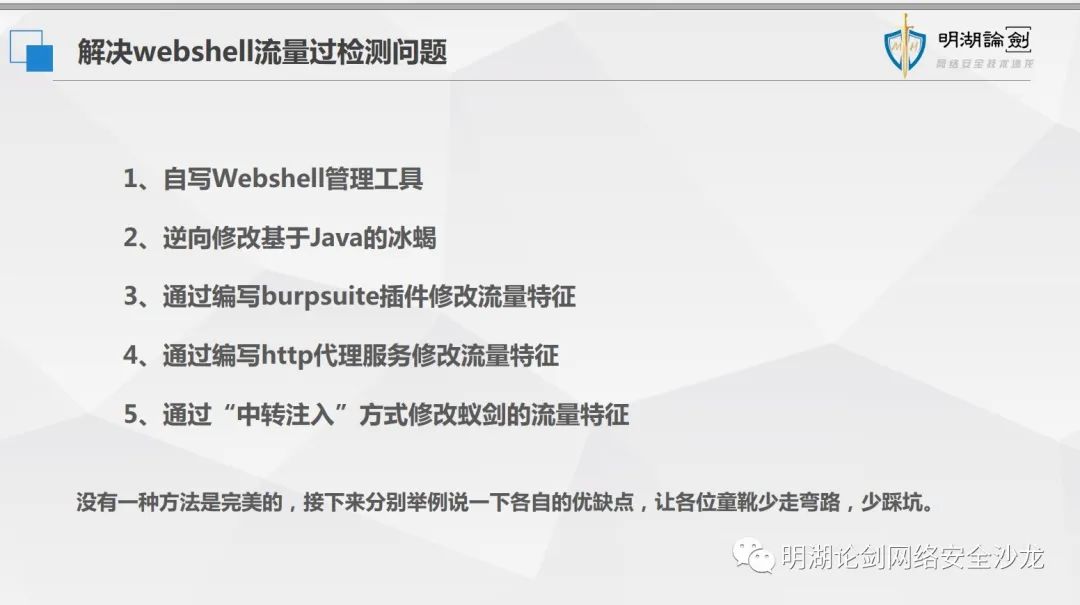 解决webshell流量过检测问题
明湖論劍
网络安全技术沙龙
1、自写Webshell管理工具
2、逆向修改基于Java的冰蝎
3、通过编写burpsuite插件修改流量特征
4、通过编写http代理服务修改流量特征
5、通过“中转注入”方式修改蚁剑的流量特征
没有一种方法是完美的，接下来分别举例说一下各自的优缺点，让各位童靴少走弯路，少踩坑。
明湖论剑网络安全沙龙